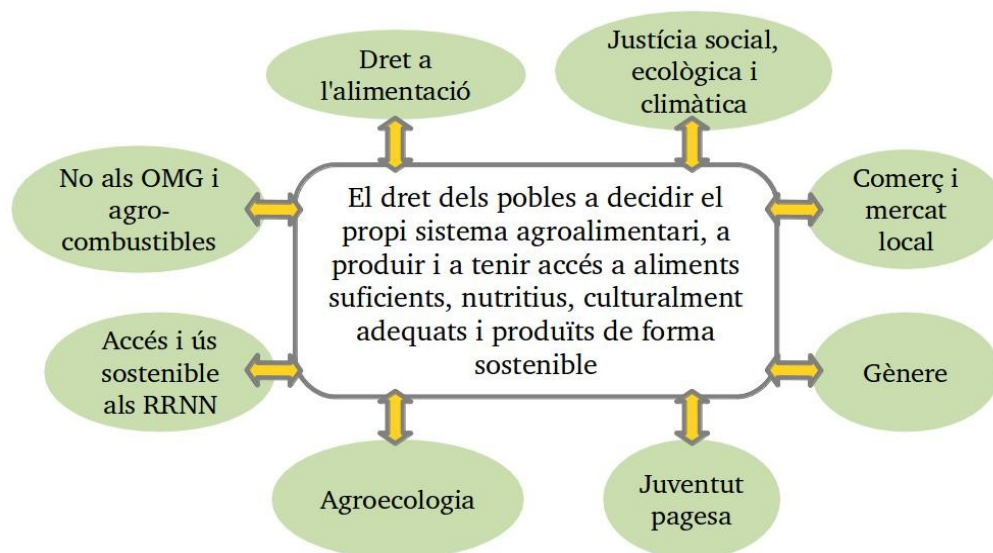 Dret a
l'alimentació
Justícia social,
ecològica i
climàtica
No als OMG i
agro-
combustibles
El dret dels pobles a decidir el
propi sistema agroalimentari, a
produir i a tenir accés a aliments
suficients, nutritius, culturalment
adequats i produïts de forma
sostenible
Comerç i
mercat
local
Accés i ús
sostenible
als RRNN
Gènere
Agroecologia
Juventut
pagesa